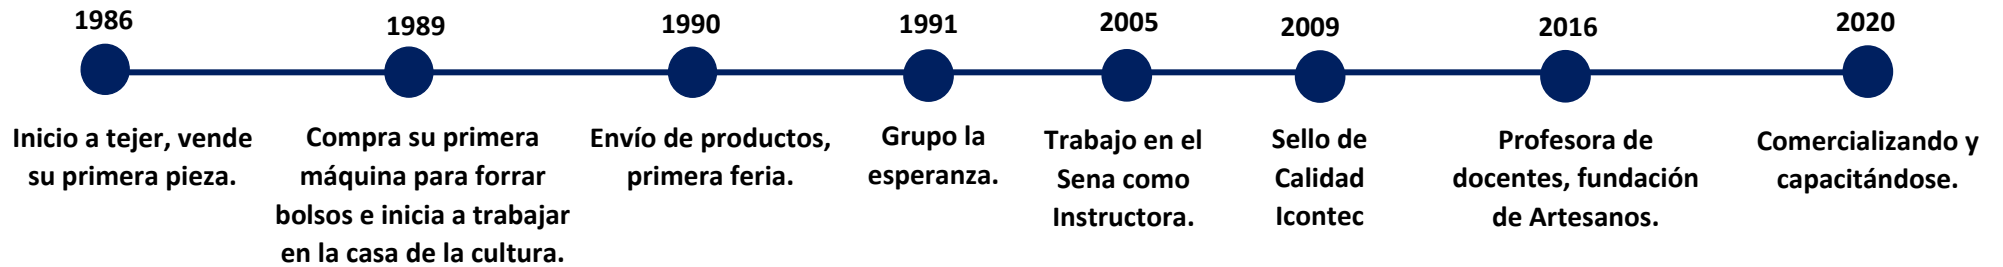 1986
Inicio a tejer, vende
su primera pieza.
1989
Compra su primera
máquina para forrar
bolsos e inicia a trabajar
en la casa de la cultura.
1990
Envío de productos,
primera feria.
1991
Grupo la
esperanza.
2005
Trabajo en el
Sena como
Instructora.
2009
Sello de
Calidad
Icontec
2016
Profesora de
docentes, fundación
de Artesanos.
2020
Comercializando y
capacitándose.